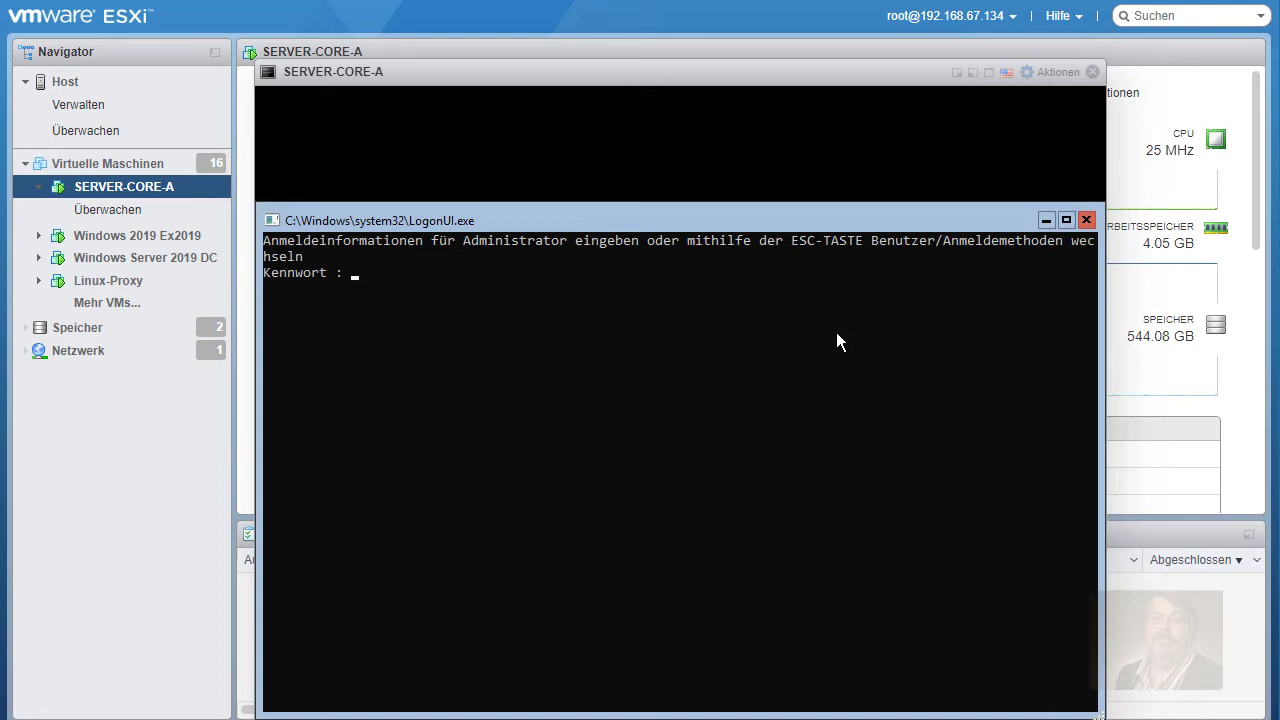 vmware ESXi
root@192.168.67.134
Hilfe
Suchen
Navigator
Host
Verwalten
Überwachen
Virtuelle Maschinen
16
SERVER-CORE-A
Überwachen
Windows 2019 Ex2019
Windows Server 2019 DC
Linux-Proxy
Mehr VMs...
Speicher
2
Netzwerk
1
SERVER-CORE-A
SERVER-CORE-A
Aktionen
C:\Windows\system32\LogonUI.exe
Anmeldeinformationen für Administrator eingeben oder mithilfe der ESC-TASTE Benutzer/Anmeldemethoden wec
hseln
Kennwort :
tionen
CPU
25 MHz
RBEITSSPEICHER
4.05 GB
SPEICHER
544.08 GB
Au
Abgeschlossen